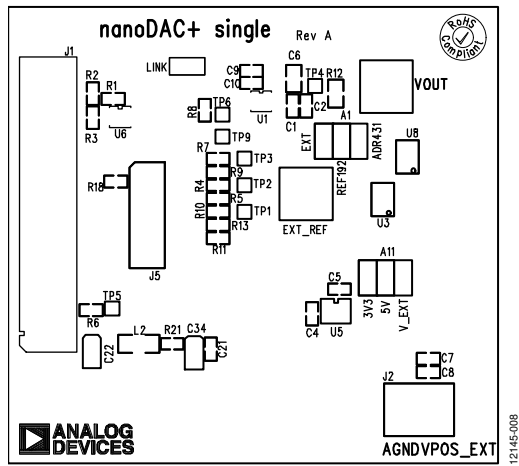 nanoDAC+ single
Rev A
RoHS
Compliant
J1
LINK
C9
C10
C6
TP4
R12
VOUT
R2
R1
R3
U6
R8
TP6
U1
C1
C2
A1
EXT
REF192
ADR431
U8
TP9
R7
TP3
R9
R4
TP2
R5
R10
TP1
R13
R11
R18
J5
EXT_REF
U3
A11
3V3
5V
V_EXT
C5
C4
U5
TP5
R6
C22
L2
R21
C34
C21
C7
C8
J2
ANALOG
DEVICES
AGNDVPOS_EXT
12145-008